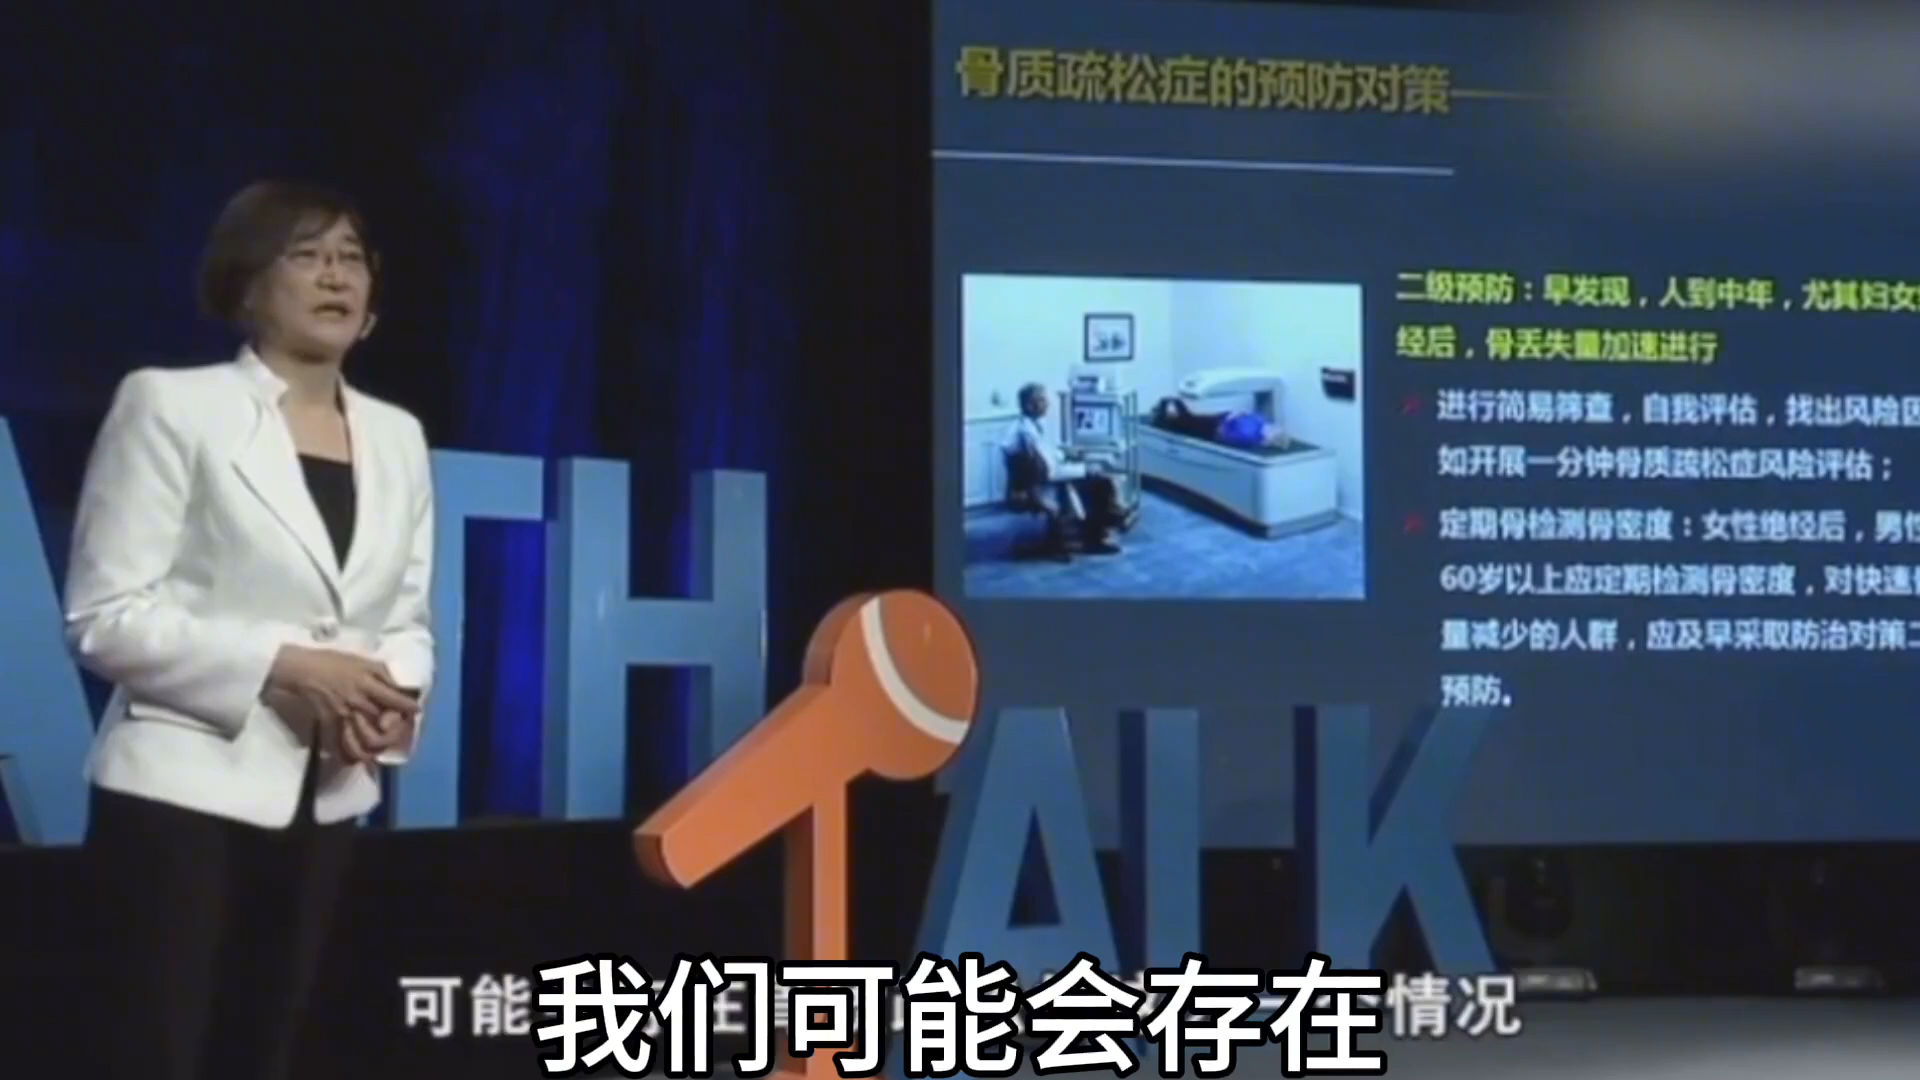 骨质疏松症的预防对策
二级预防：早发现，人到中年，尤其妇女
经后，骨丢失量加速进行
进行简易筛查，自我评估，找出风险因
如开展一分钟骨质疏松症风险评估；
定期骨检测骨密度：女性绝经后，男性
60岁以上应定期检测骨密度，对快速
量减少的人群，应及早采取防治对策二
预防。
TH
TALK
可能
情况
我们可能会存在